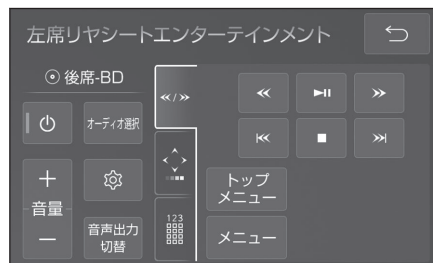 左席リヤシートエンターテインメント
後席-BD
オーディオ選択
音量
音声出力
切替
123
トップ
メニュー
メニュー